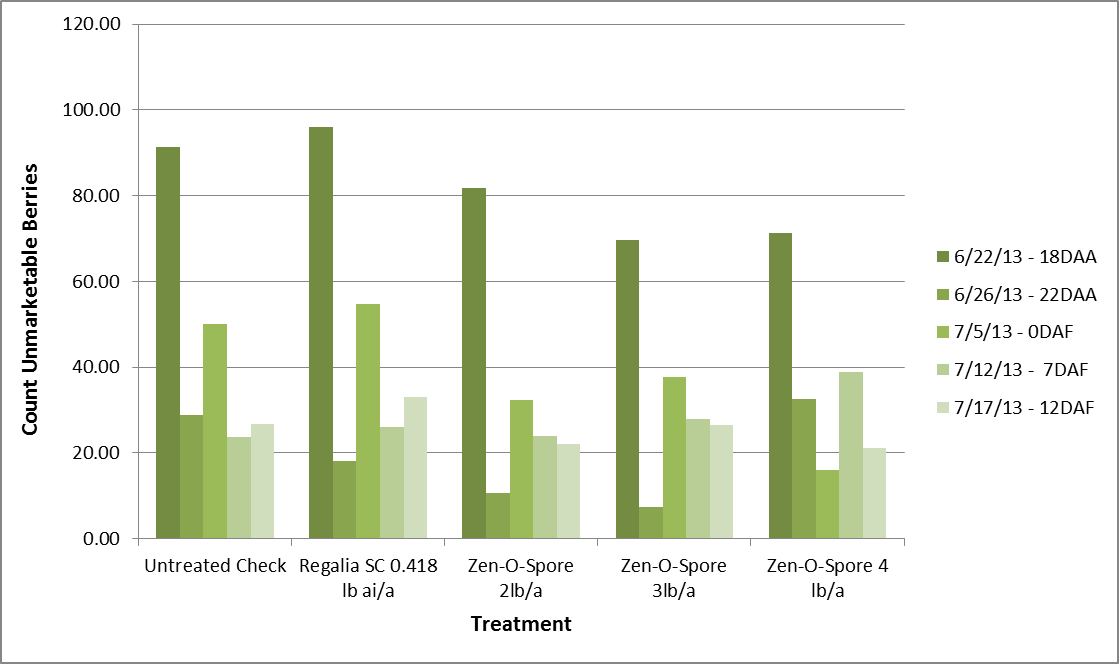 120.00
100.00
80.00
60.00
40.00
20.00
0.00
Count Unmarketable Berries
Untreated Check
Regalia SC 0.418
lb ai/a
Zen-O-Spore
2lb/a
Zen-O-Spore
3lb/a
Zen-O-Spore 4
lb/a
Treatment
6/22/13 - 18DAA
6/26/13 - 22DAA
7/5/13 - 0DAF
7/12/13 - 7DAF
7/17/13 - 12DAF